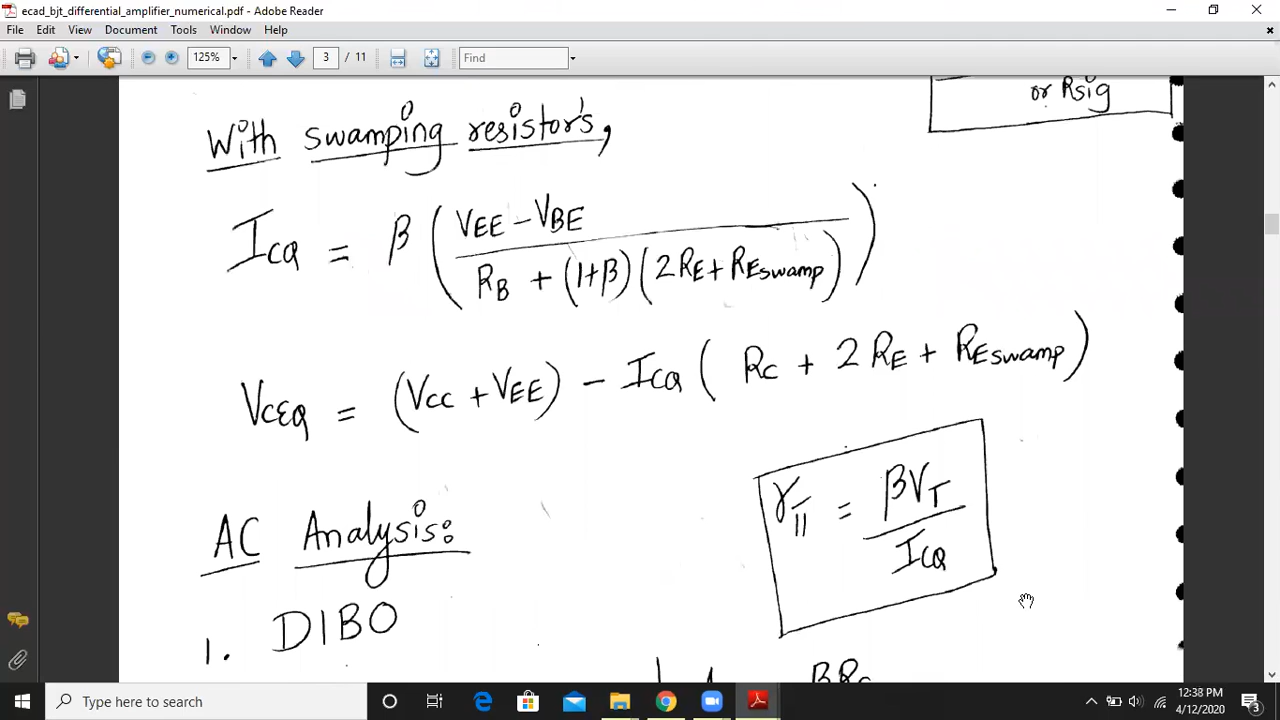 ecad_bjt_differential_amplifier_numerical.pdf - Adobe Reader
File Edit View Document Tools Window Help
125% 3 / 11 Find
or Rsig
With swamping resistor's,
ICQ = β ( VEE - VBE / RB + (1+β) (2RE + REswamp) )
VCEQ = (VCC + VEE) - ICQ ( RC + 2RE + REswamp )
rπ = βVT / ICQ
AC Analysis:
1. DIBO
Type here to search
12:38 PM
4/12/2020
3